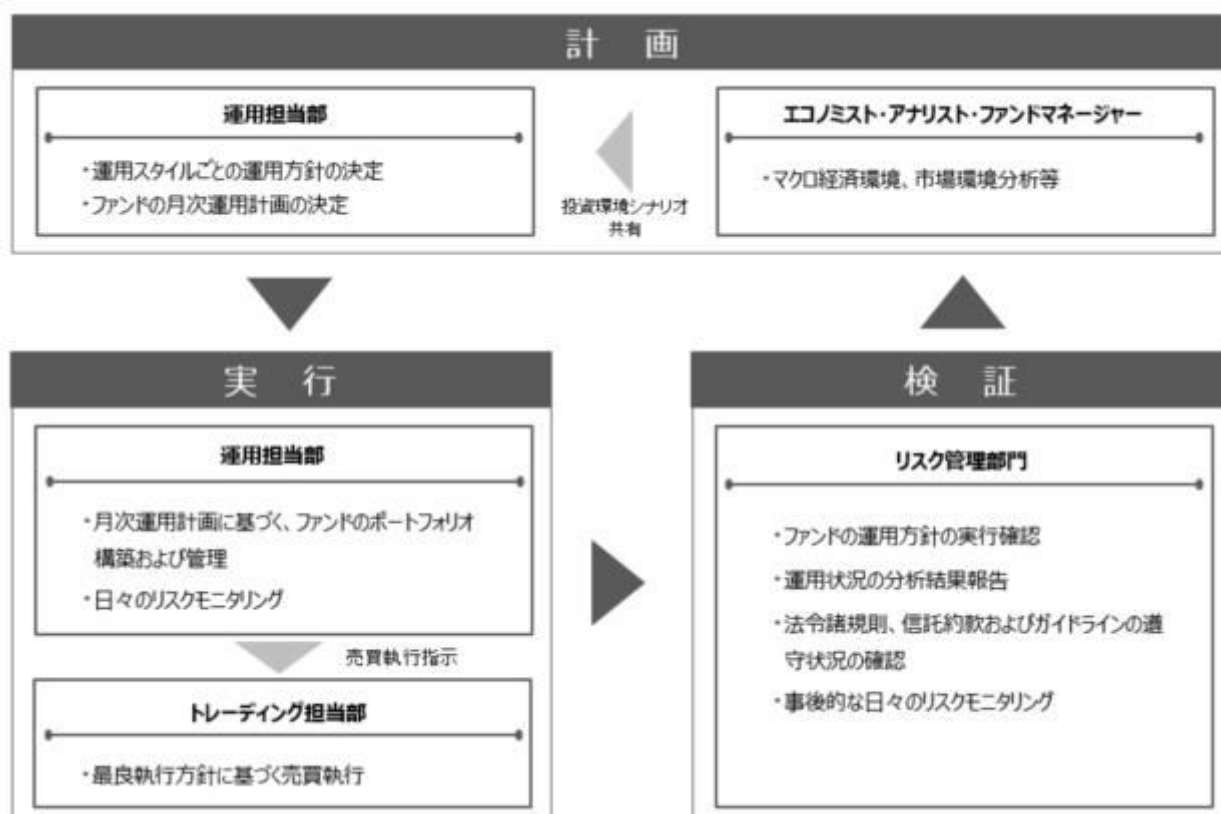 計　画
運用担当部
・運用スタイルごとの運用方針の決定
・ファンドの月次運用計画の決定
投資環境シナリオ
共有
エコノミスト・アナリスト・ファンドマネージャー
・マクロ経済環境、市場環境分析等
実　行
運用担当部
・月次運用計画に基づく、ファンドのポートフォリオ
構築および管理
・日々のリスクモニタリング
売買執行指示
トレーディング担当部
・最良執行方針に基づく売買執行
検　証
リスク管理部門
・ファンドの運用方針の実行確認
・運用状況の分析結果報告
・法令諸規則、信託約款およびガイドラインの遵
守状況の確認
・事後的な日々のリスクモニタリング